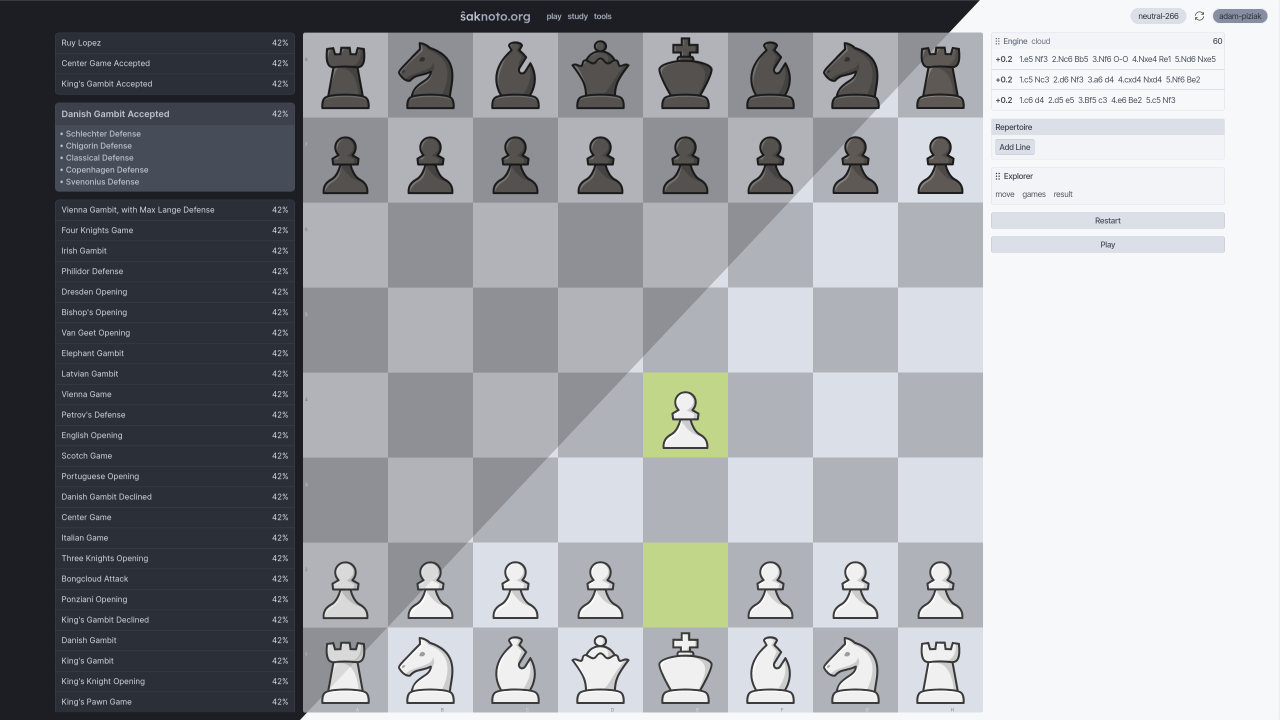 ŝaknoto.org
play study tools
neutral-266
adam-pizlak
Ruy Lopez 42%
Center Game Accepted 42%
King's Gambit Accepted 42%
Danish Gambit Accepted 42%
• Schlechter Defense
• Chigorin Defense
• Classical Defense
• Copenhagen Defense
• Svenonius Defense
Vienna Gambit, with Max Lange Defense 42%
Four Knights Game 42%
Irish Gambit 42%
Philidor Defense 42%
Dresden Opening 42%
Bishop's Opening 42%
Van Geet Opening 42%
Elephant Gambit 42%
Latvian Gambit 42%
Vienna Game 42%
Petrov's Defense 42%
English Opening 42%
Scotch Game 42%
Portuguese Opening 42%
Danish Gambit Declined 42%
Center Game 42%
Italian Game 42%
Three Knights Opening 42%
Bongcloud Attack 42%
Ponziani Opening 42%
King's Gambit Declined 42%
Danish Gambit 42%
King's Gambit 42%
King's Knight Opening 42%
King's Pawn Game 42%
Engine cloud 60
+0.2 1.e5 Nf3 2.Nc6 Bb5 3.Nf6 O-O 4.Nxe4 Re1 5.Nd6 Nxe5
+0.2 1.c5 Nc3 2.d6 Nf3 3.a6 d4 4.cxd4 Nxd4 5.Nf6 Be2
+0.2 1.c6 d4 2.d5 e5 3.Bf5 c3 4.e6 Be2 5.c5 Nf3
Repertoire
Add Line
Explorer
move games result
Restart
Play